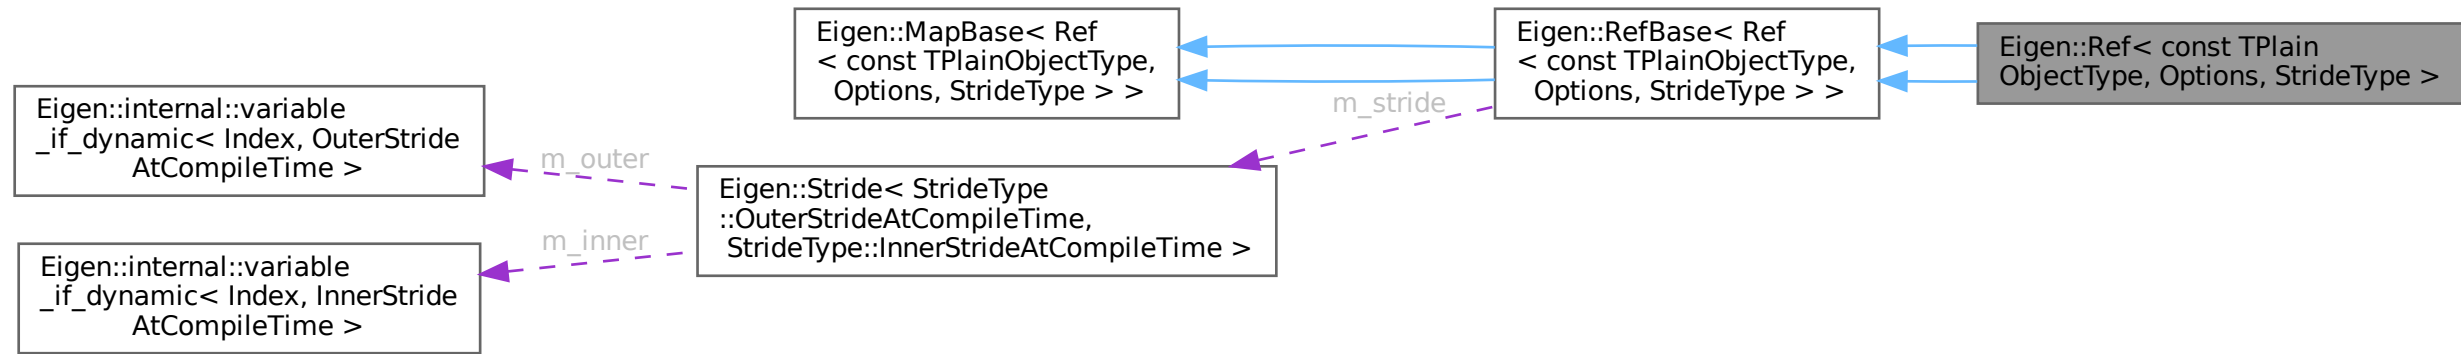 Eigen::MapBase< Ref
< const TPlainObjectType,
Options, StrideType > >
Eigen::RefBase< Ref
< const TPlainObjectType,
Options, StrideType > >
Eigen::Ref< const TPlain
ObjectType, Options, StrideType >
Eigen::internal::variable
_if_dynamic< Index, OuterStride
AtCompileTime >
m_stride
m_outer
Eigen::Stride< StrideType
::OuterStrideAtCompileTime,
StrideType::InnerStrideAtCompileTime >
m_inner
Eigen::internal::variable
_if_dynamic< Index, InnerStride
AtCompileTime >